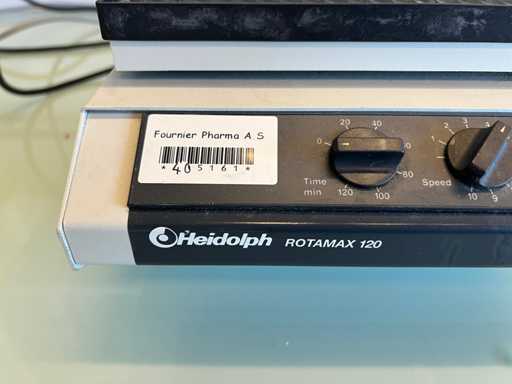 Fournier Pharma A.S
*405161*
0 20 40 80 100 120
Time
min
1 2 3 9 10
Speed
Heidolph ROTAMAX 120